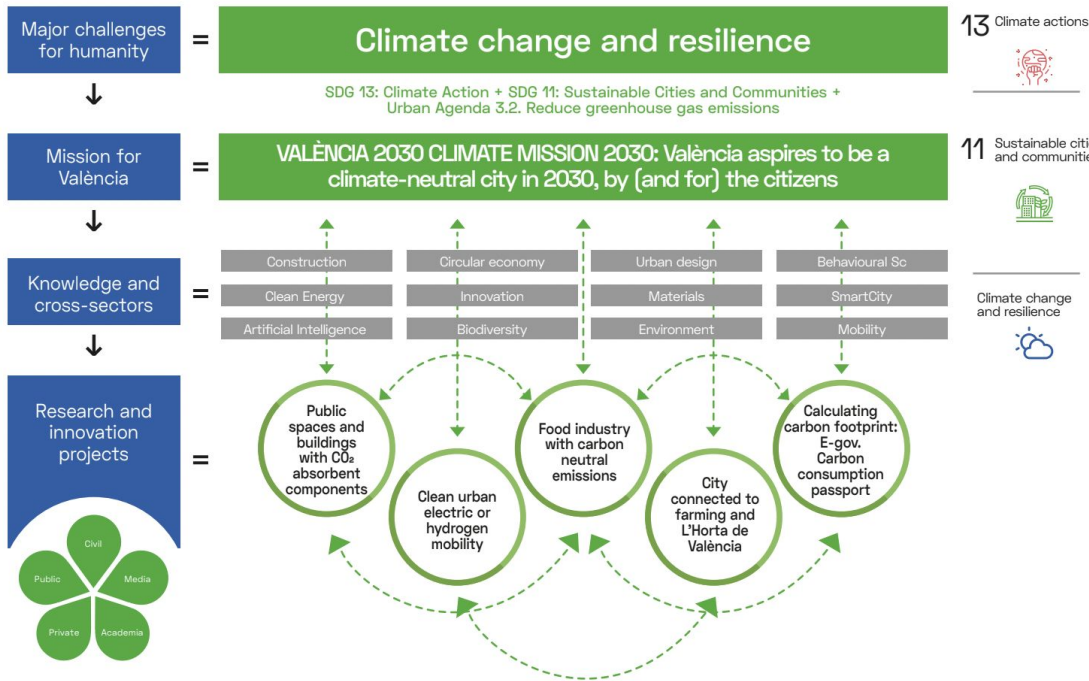 Major challenges
for humanity
=
Climate change and resilience
13 Climate actions
SDG 13: Climate Action + SDG 11: Sustainable Cities and Communities +
Urban Agenda 3.2. Reduce greenhouse gas emissions
Mission for
València
=
VALÈNCIA 2030 CLIMATE MISSION 2030: València aspires to be a
climate-neutral city in 2030, by (and for) the citizens
11 Sustainable citi
and communitie
Knowledge and
cross-sectors
=
Construction
Circular economy
Urban design
Behavioural Sc
Clean Energy
Innovation
Materials
SmartCity
Artificial Intelligence
Biodiversity
Environment
Mobility
Climate change
and resilience
Research and
innovation
projects
=
Public
spaces and
buildings
with CO₂
absorbent
components
Clean urban
electric or
hydrogen
mobility
Food industry
with carbon
neutral
emissions
City
connected to
farming and
L'Horta de
València
Calculating
carbon footprint:
E-gov.
Carbon
consumption
passport
Civil
Public
Media
Private
Academia